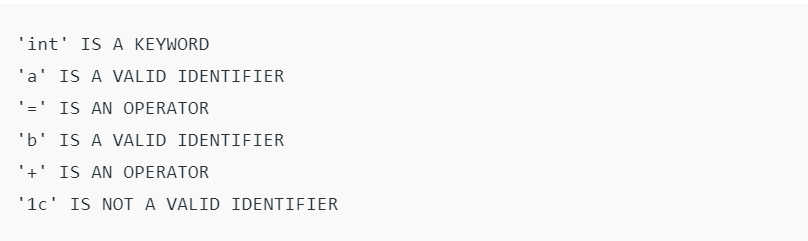 'int' IS A KEYWORD
'a' IS A VALID IDENTIFIER
'=' IS AN OPERATOR
'b' IS A VALID IDENTIFIER
'+' IS AN OPERATOR
'1c' IS NOT A VALID IDENTIFIER